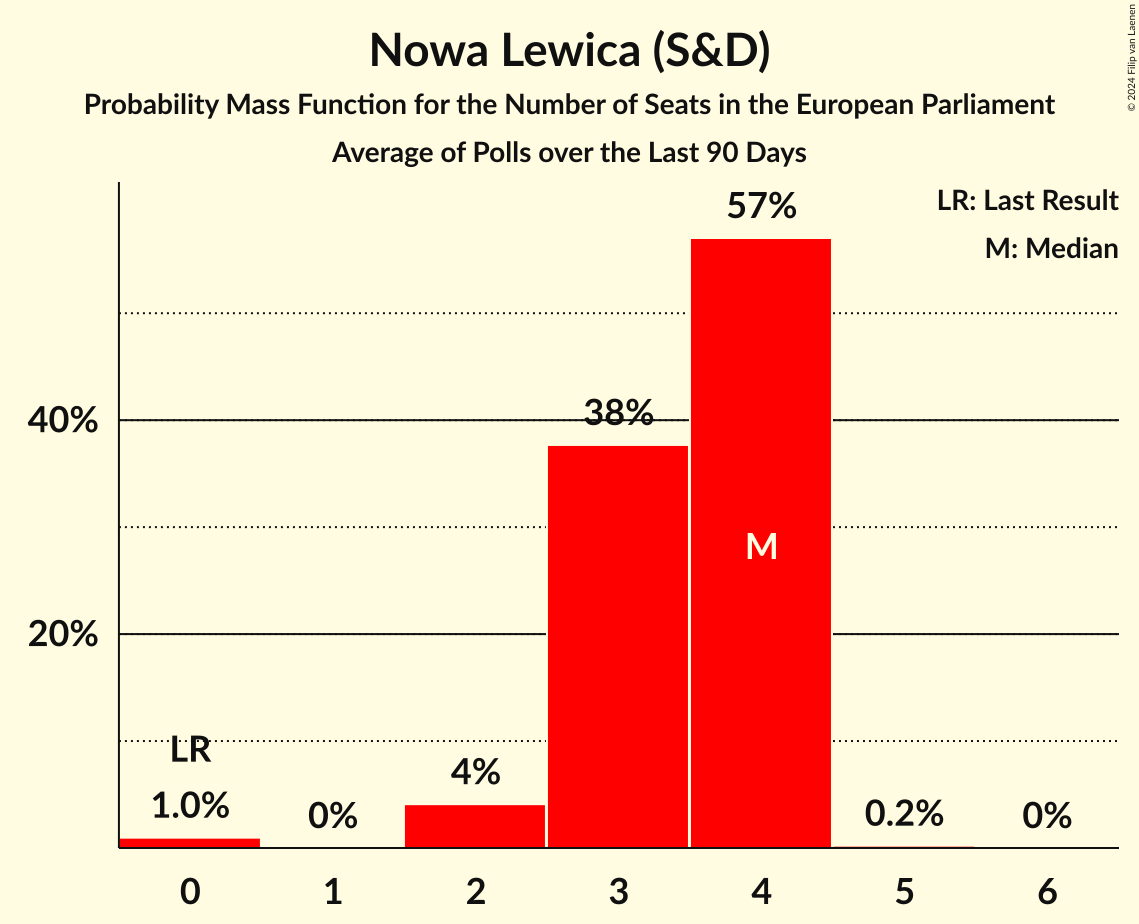 Nowa Lewica (S&D)
Probability Mass Function for the Number of Seats in the European Parliament
Average of Polls over the Last 90 Days
© 2024 Filip van Laenen
LR: Last Result
M: Median
57%
40%
38%
M
20%
LR
1.0%
0%
4%
0.2%
0%
0 1 2 3 4 5 6